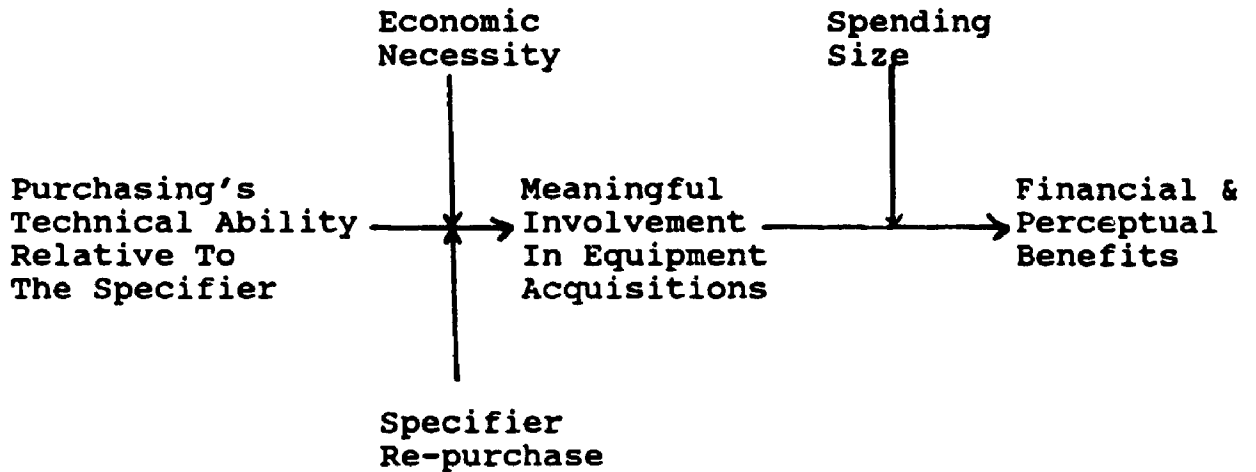 Economic
Necessity
Spending
Size
Purchasing's
Technical Ability
Relative To
The Specifier
Meaningful
Involvement
In Equipment
Acquisitions
Financial &
Perceptual
Benefits
Specifier
Re-purchase